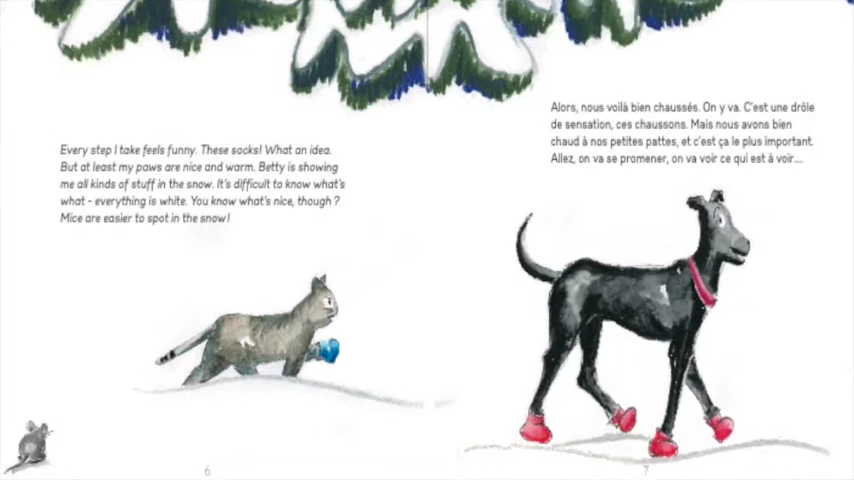 Every step I take feels funny. These socks! What an idea.
But at least my paws are nice and warm. Betty is showing
me all kinds of stuff in the snow. It's difficult to know what's
what - everything is white. You know what's nice, though ?
Mice are easier to spot in the snow!
6
Alors, nous voilà bien chaussés. On y va. C'est une drôle
de sensation, ces chaussons. Mais nous avons bien
chaud à nos petites pattes, et c'est ça le plus important.
Allez, on va se promener, on va voir ce qui est à voir...
7